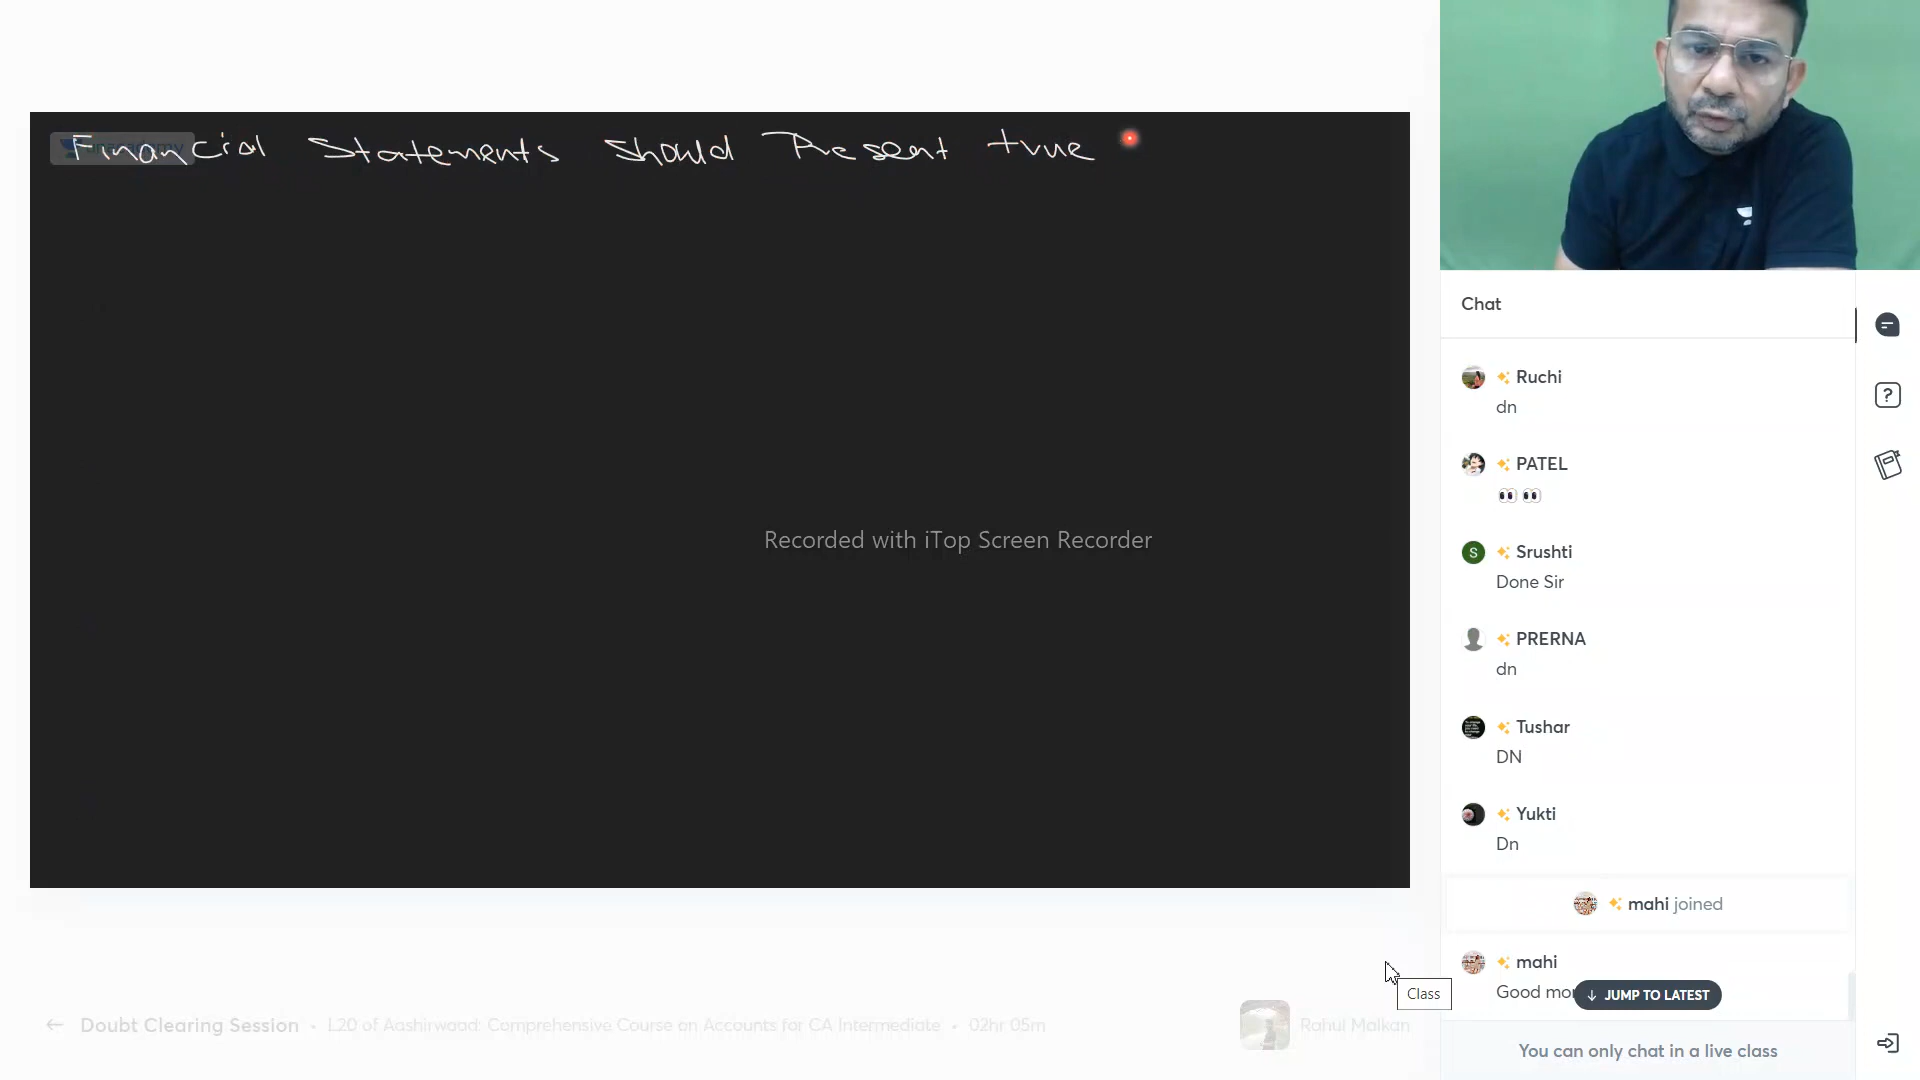 Financial Statements should Present true
Recorded with iTop Screen Recorder
Chat
Ruchi
dn
PATEL
S
Srushti
Done Sir
PRERNA
dn
Tushar
DN
Yukti
Dn
mahi joined
mahi
Good mor
↓ JUMP TO LATEST
Class
← Doubt Clearing Session • L20 of Aashirwaad: Comprehensive Course on Accounts for CA Intermediate • 02hr 05m
Rahul Malkan
You can only chat in a live class